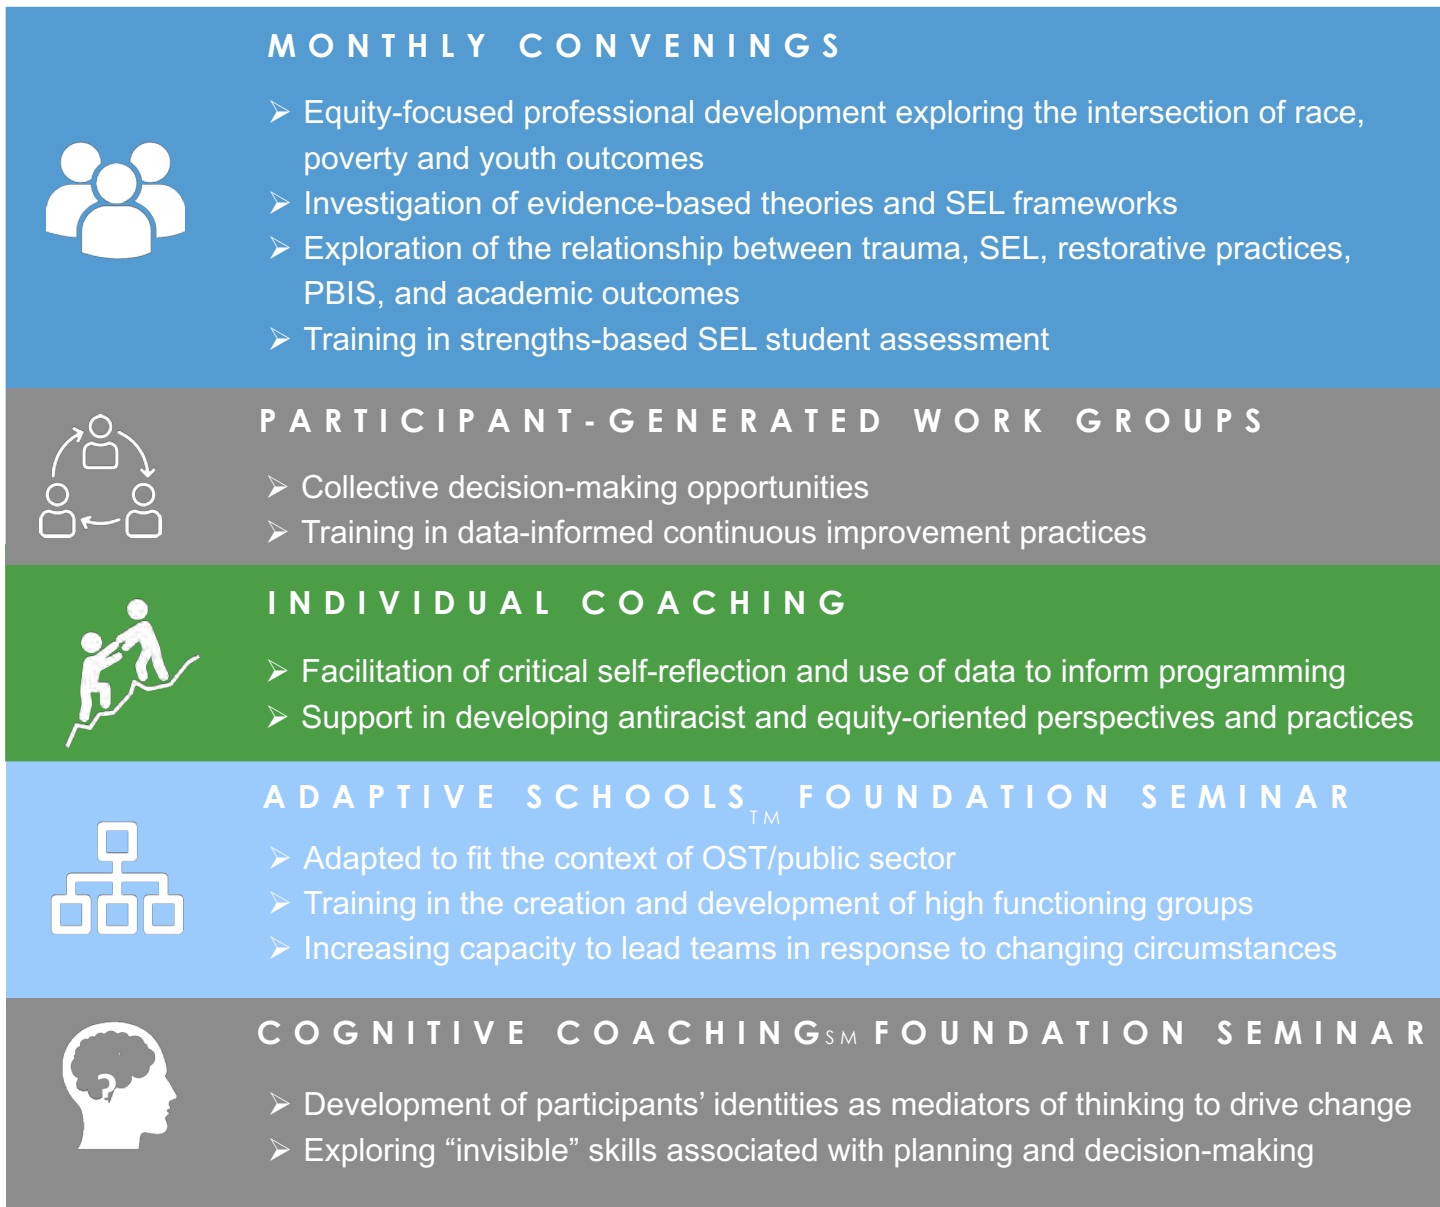 MONTHLY CONVENINGS
➢ Equity-focused professional development exploring the intersection of race,
poverty and youth outcomes
➢ Investigation of evidence-based theories and SEL frameworks
➢ Exploration of the relationship between trauma, SEL, restorative practices,
PBIS, and academic outcomes
➢ Training in strengths-based SEL student assessment
PARTICIPANT-GENERATED WORK GROUPS
➢ Collective decision-making opportunities
➢ Training in data-informed continuous improvement practices
INDIVIDUAL COACHING
➢ Facilitation of critical self-reflection and use of data to inform programming
➢ Support in developing antiracist and equity-oriented perspectives and practices
ADAPTIVE SCHOOLS TM FOUNDATION SEMINAR
➢ Adapted to fit the context of OST/public sector
➢ Training in the creation and development of high functioning groups
➢ Increasing capacity to lead teams in response to changing circumstances
COGNITIVE COACHING SM FOUNDATION SEMINAR
?
➢ Development of participants’ identities as mediators of thinking to drive change
➢ Exploring “invisible” skills associated with planning and decision-making